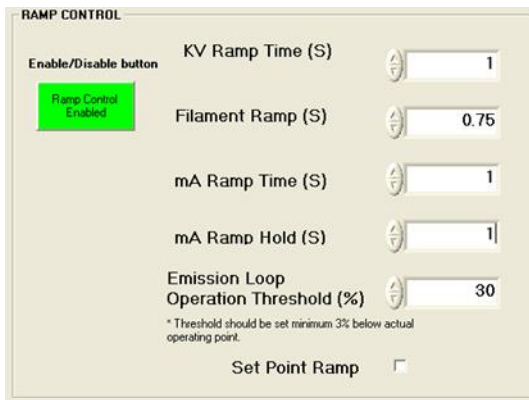 RAMP CONTROL
Enable/Disable button
Ramp Control
Enabled
KV Ramp Time (S)
1
Filament Ramp (S)
0.75
mA Ramp Time (S)
1
mA Ramp Hold (S)
1
Emission Loop
Operation Threshold (%)
30
* Threshold should be set minimum 3% below actual
operating point.
Set Point Ramp